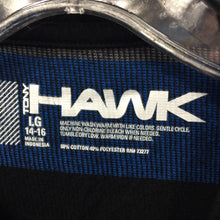 TONY
HAWK
LG
14-16
MADE IN
INDONESIA
MACHINE WASH WARM WITH LIKE COLORS. GENTLE CYCLE.
ONLY NON-CHLORINE BLEACH WHEN NEEDED.
TUMBLE DRY LOW. WARM IRON IF NEEDED.
60% COTTON 40% POLYESTER RN# 73277